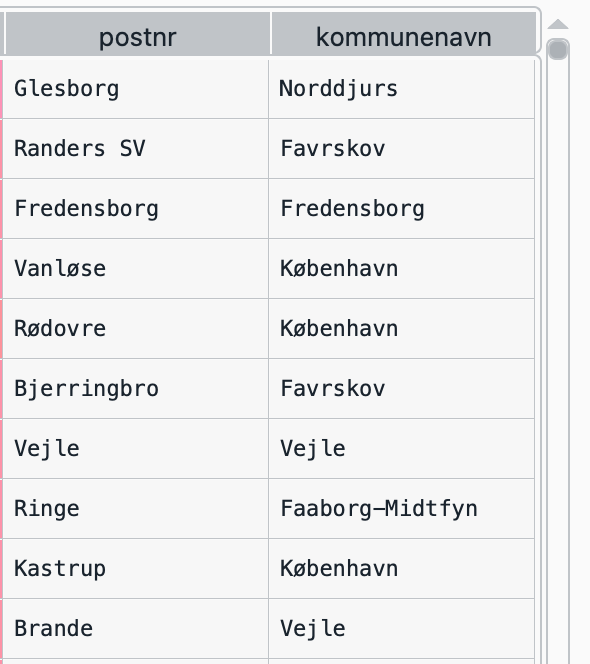 postnr kommunenavn
Glesborg Norddjurs
Randers SV Favrskov
Fredensborg Fredensborg
Vanløse København
Rødovre København
Bjerringbro Favrskov
Vejle Vejle
Ringe Faaborg-Midtfyn
Kastrup København
Brande Vejle